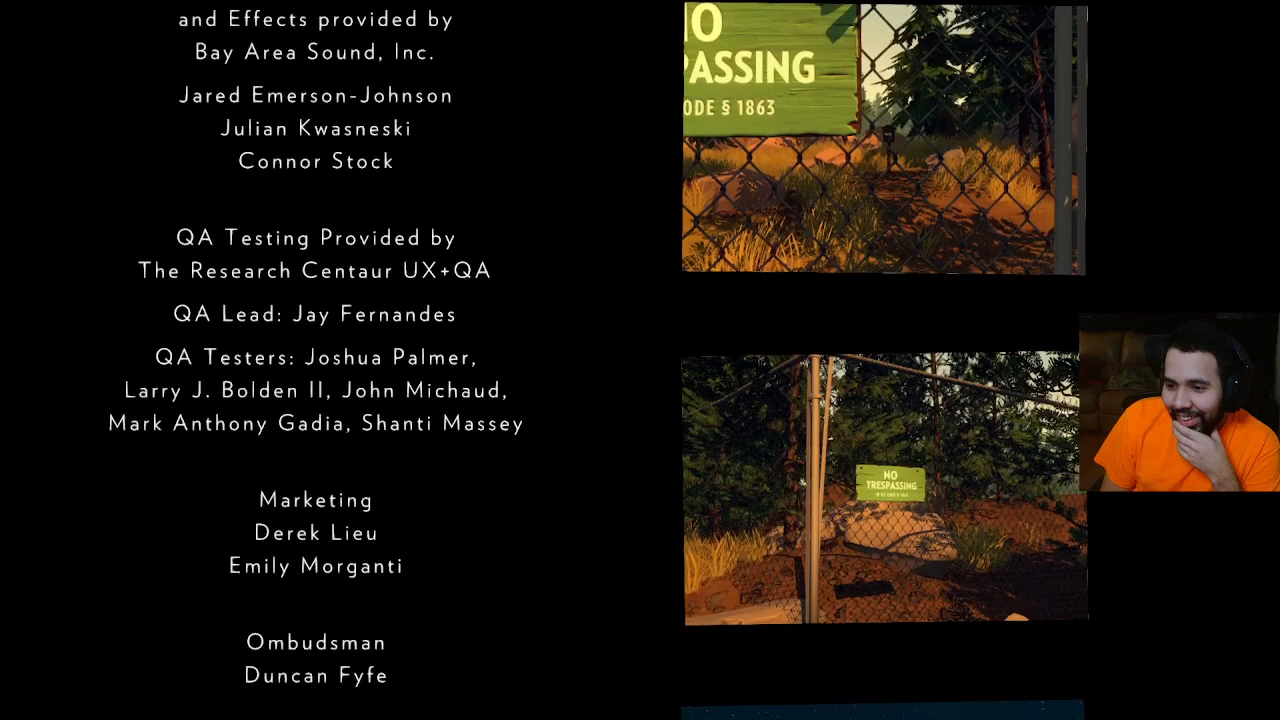 and Effects provided by
Bay Area Sound, Inc.
Jared Emerson-Johnson
Julian Kwasneski
Connor Stock
QA Testing Provided by
The Research Centaur UX+QA
QA Lead: Jay Fernandes
QA Testers: Joshua Palmer,
Larry J. Bolden II, John Michaud,
Mark Anthony Gadia, Shanti Massey
Marketing
Derek Lieu
Emily Morganti
Ombudsman
Duncan Fyfe
NO
PASSING
ODE § 1863
NO
TRESPASSING